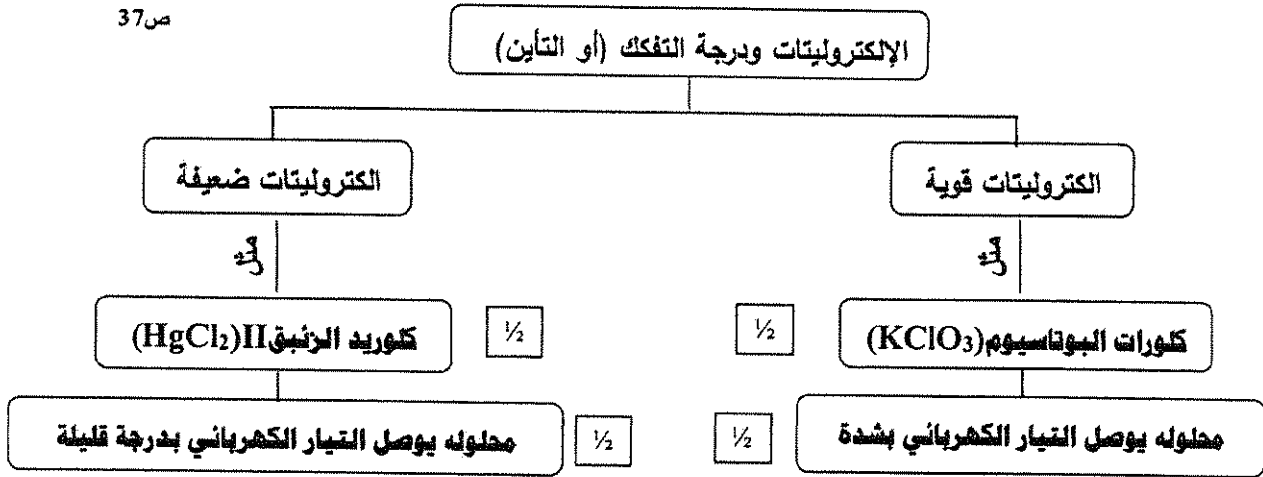 ص37
الإلكتروليتات ودرجة التفكك (أو التأين)
الكتروليتات قوية
الكتروليتات ضعيفة
مثل
مثل
كلورات البوتاسيوم(KClO₃)
½
½
كلوريد الزئبقII(HgCl₂)
محلوله يوصل التيار الكهربائي بشدة
½
½
محلوله يوصل التيار الكهربائي بدرجة قليلة